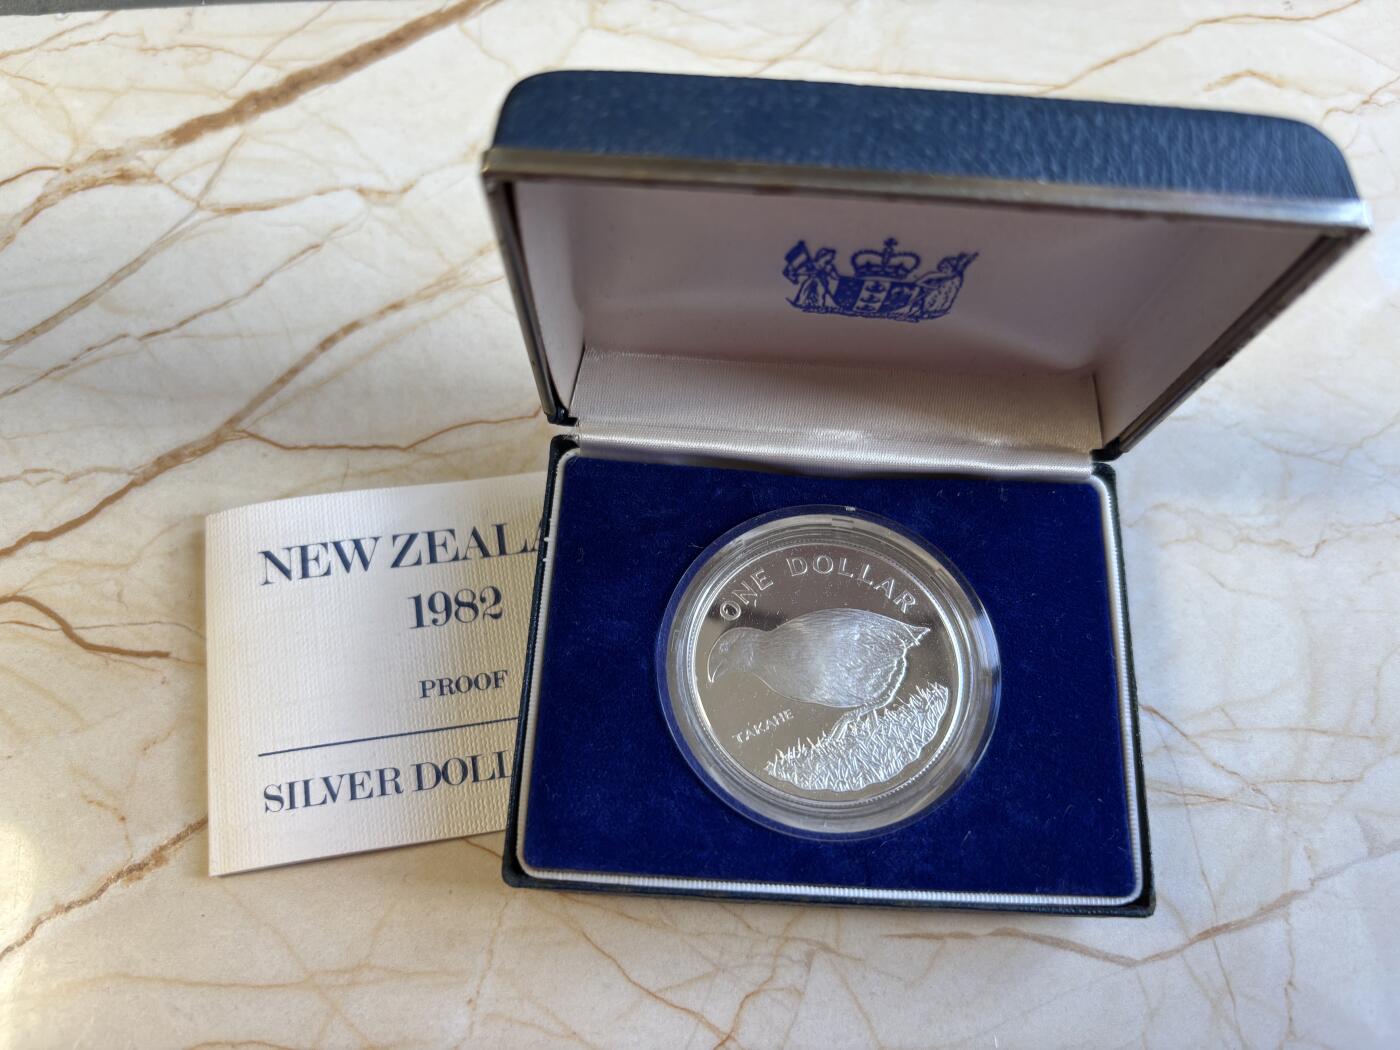 NEW ZEALA
1982
PROOF
SILVER DOLL
ONE DOLLAR
TAKAHE